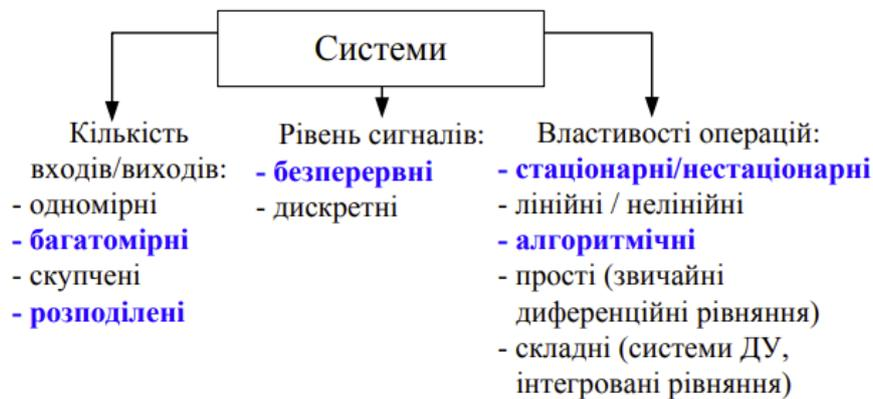 Системи
Кількість
входів/виходів:
- одномірні
- багатомірні
- скупчені
- розподілені
Рівень сигналів:
- безперервні
- дискретні
Властивості операцій:
- стаціонарні/нестаціонарні
- лінійні / нелінійні
- алгоритмічні
- прості (звичайні
диференційні рівняння)
- складні (системи ДУ,
інтегровані рівняння)